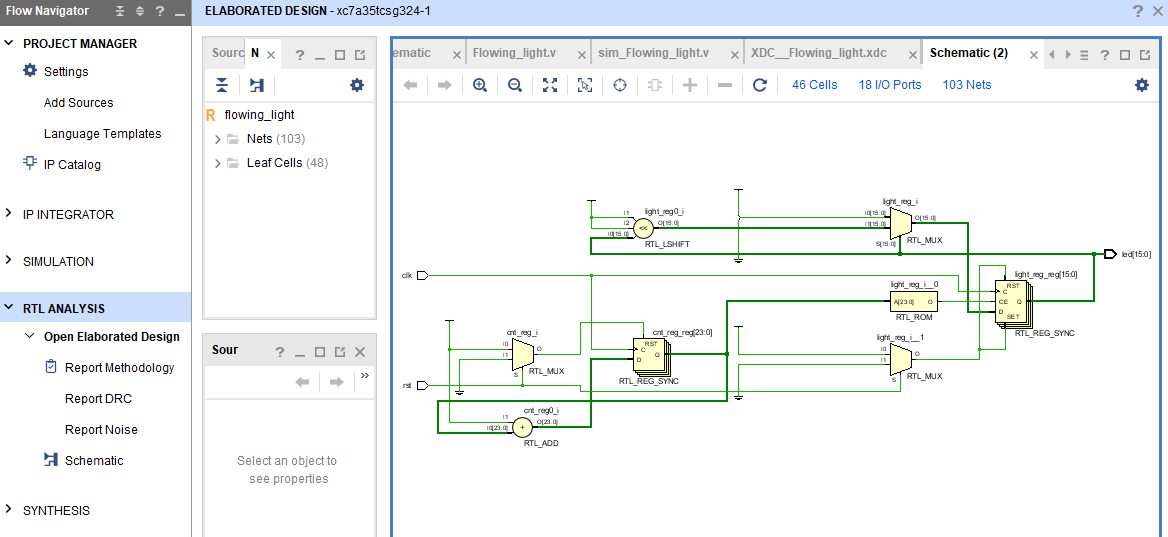 Flow Navigator
ELABORATED DESIGN - xc7a35tcsg324-1
PROJECT MANAGER
Settings
Add Sources
Language Templates
IP Catalog
IP INTEGRATOR
SIMULATION
RTL ANALYSIS
Open Elaborated Design
Report Methodology
Report DRC
Report Noise
Schematic
SYNTHESIS
Sourc
N
flowing_light
Nets (103)
Leaf Cells (48)
Sour
Select an object to
see properties
ematic
Flowing_light.v
sim_Flowing_light.v
XDC__Flowing_light.xdc
Schematic (2)
46 Cells
18 I/O Ports
103 Nets
light_reg0_i
I1
I2
I0[15:0]
O[15:0]
<<
RTL_LSHIFT
light_reg_i
I0[15:0]
I1[15:0]
S[15:0]
O[15:0]
RTL_MUX
led[15:0]
clk
light_reg_i__0
A[23:0]
O
RTL_ROM
light_reg_reg[15:0]
RST
C
CE
Q
D
SET
RTL_REG_SYNC
cnt_reg_i
I0
I1
O
S
RTL_MUX
cnt_reg_reg[23:0]
RST
C
D
Q
RTL_REG_SYNC
light_reg_i__1
I0
I1
O
S
RTL_MUX
rst
cnt_reg0_i
I1
I0[23:0]
O[23:0]
+
RTL_ADD